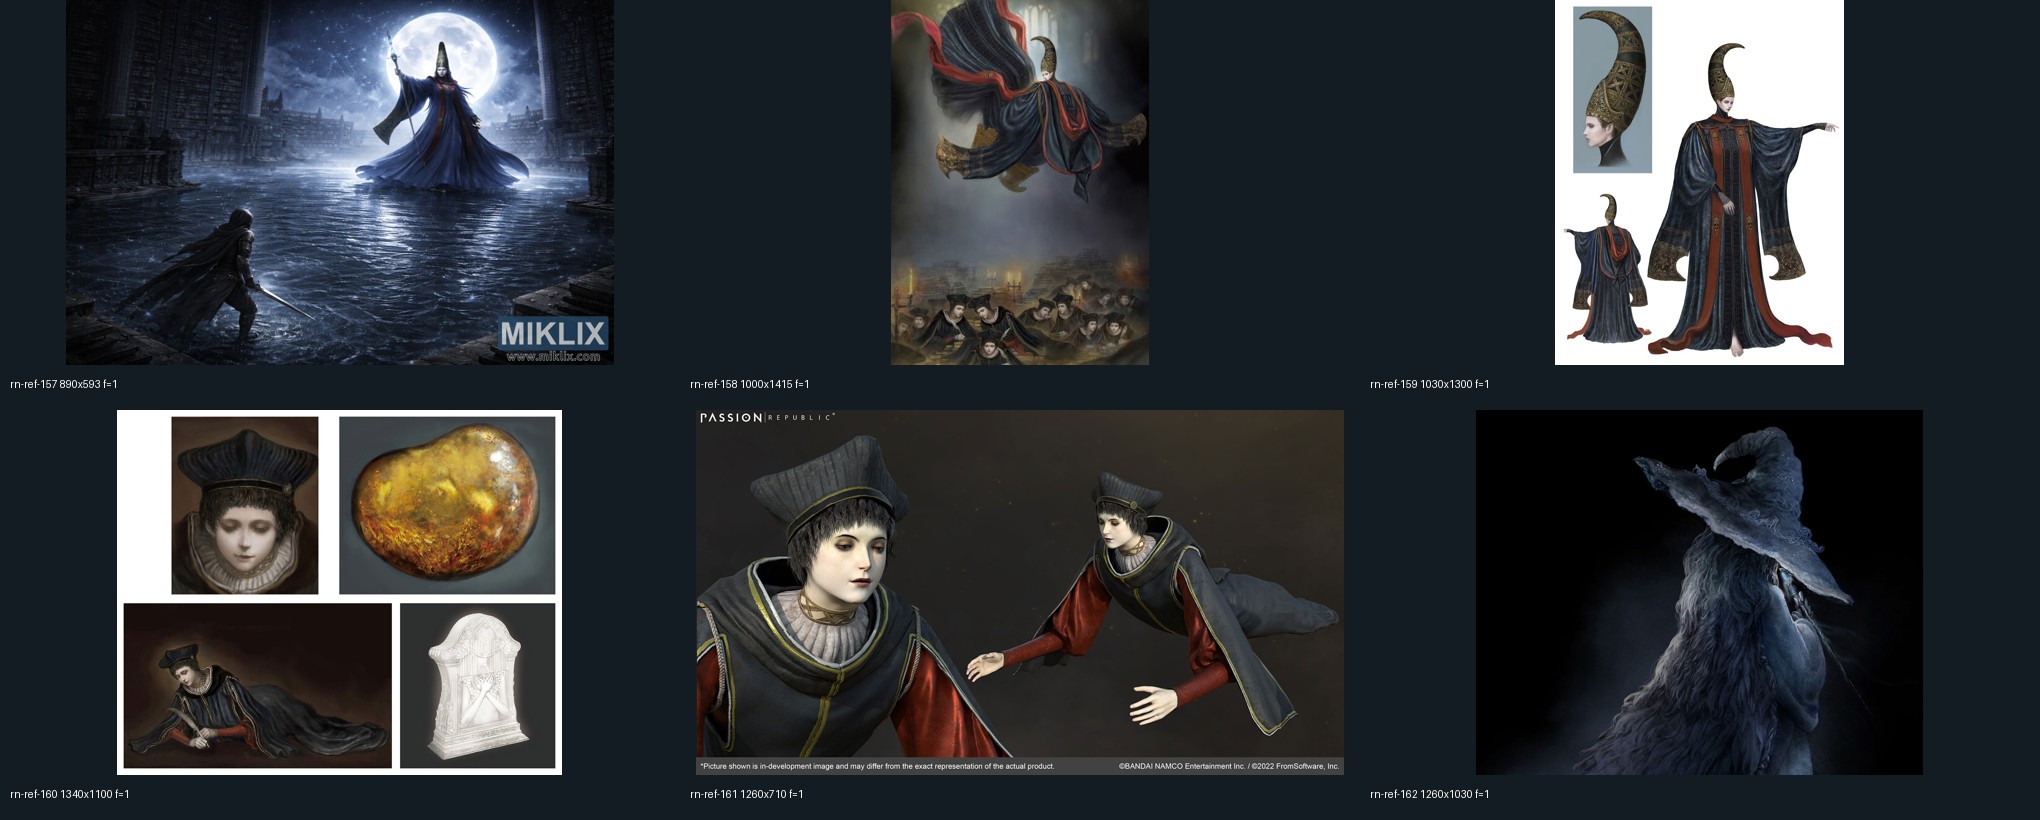 MIKLIX
www.miklix.com
rn-ref-157 890x593 f=1
rn-ref-158 1000x1415 f=1
rn-ref-159 1030x1300 f=1
PASSION REPUBLIC
*Picture shown is in-development image and may differ from the exact representation of the actual product.
©BANDAI NAMCO Entertainment Inc. / ©2022 FromSoftware, Inc.
rn-ref-160 1340x1100 f=1
rn-ref-161 1260x710 f=1
rn-ref-162 1260x1030 f=1